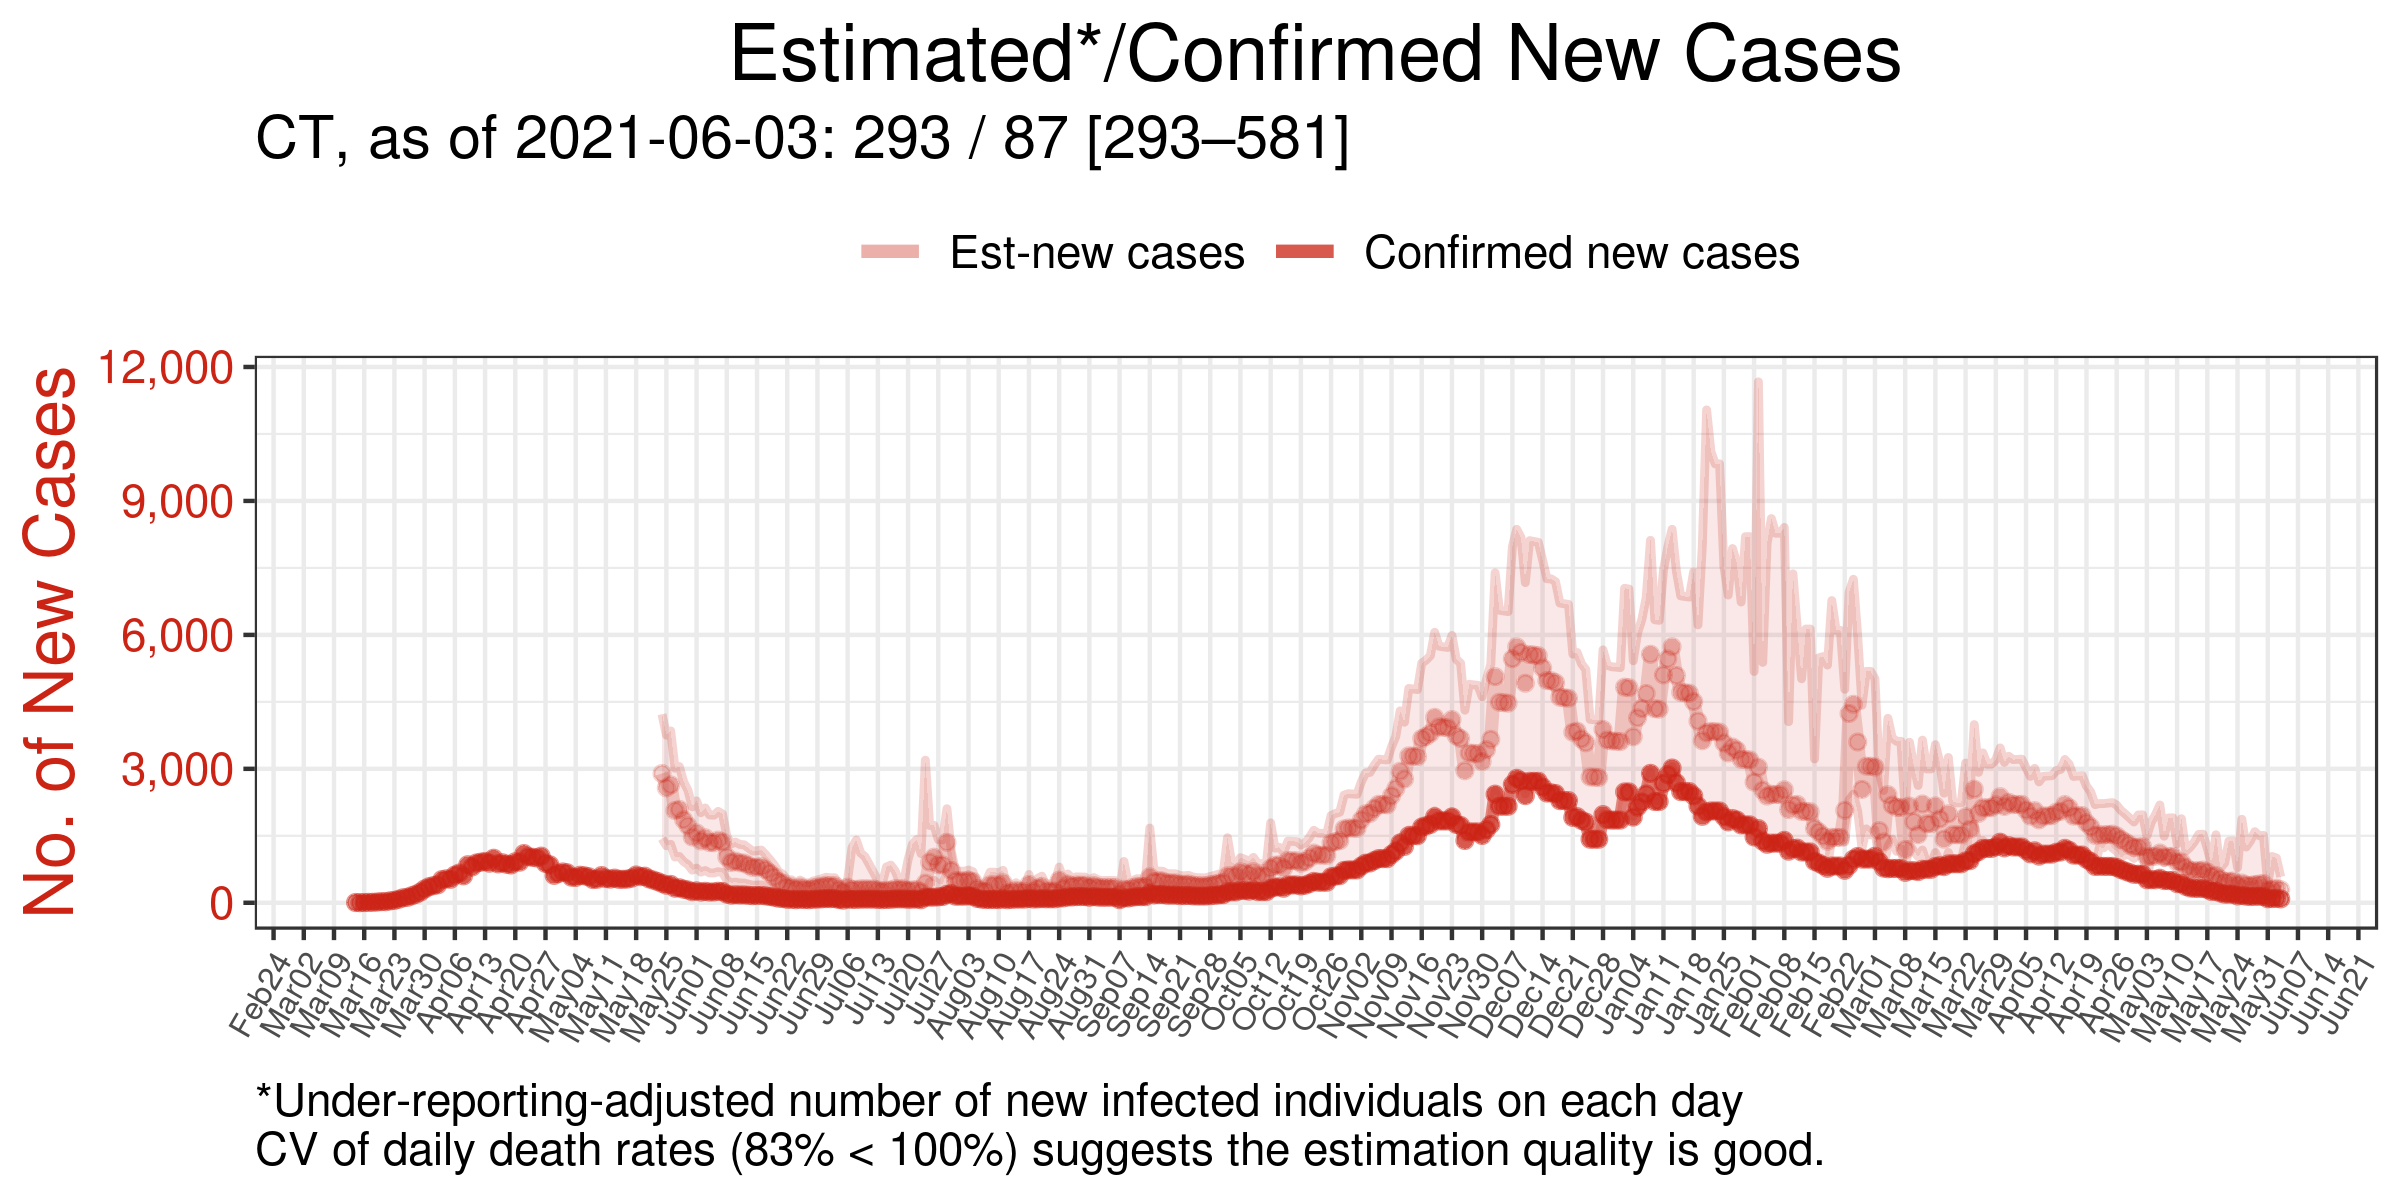 Estimated*/Confirmed New Cases
CT, as of 2021-06-03: 293 / 87 [293–581]
Est-new cases Confirmed new cases
No. of New Cases
12,000
9,000
6,000
3,000
0
Feb24 Mar02 Mar09 Mar16 Mar23 Mar30 Apr06 Apr13 Apr20 Apr27 May04 May11 May18 May25 Jun01 Jun08 Jun15 Jun22 Jun29 Jul06 Jul13 Jul20 Jul27 Aug03 Aug10 Aug17 Aug24 Aug31 Sep07 Sep14 Sep21 Sep28 Oct05 Oct12 Oct19 Oct26 Nov02 Nov09 Nov16 Nov23 Nov30 Dec07 Dec14 Dec21 Dec28 Jan04 Jan11 Jan18 Jan25 Feb01 Feb08 Feb15 Feb22 Mar01 Mar08 Mar15 Mar22 Mar29 Apr05 Apr12 Apr19 Apr26 May03 May10 May17 May24 May31 Jun07 Jun14 Jun21
*Under-reporting-adjusted number of new infected individuals on each day
CV of daily death rates (83% < 100%) suggests the estimation quality is good.